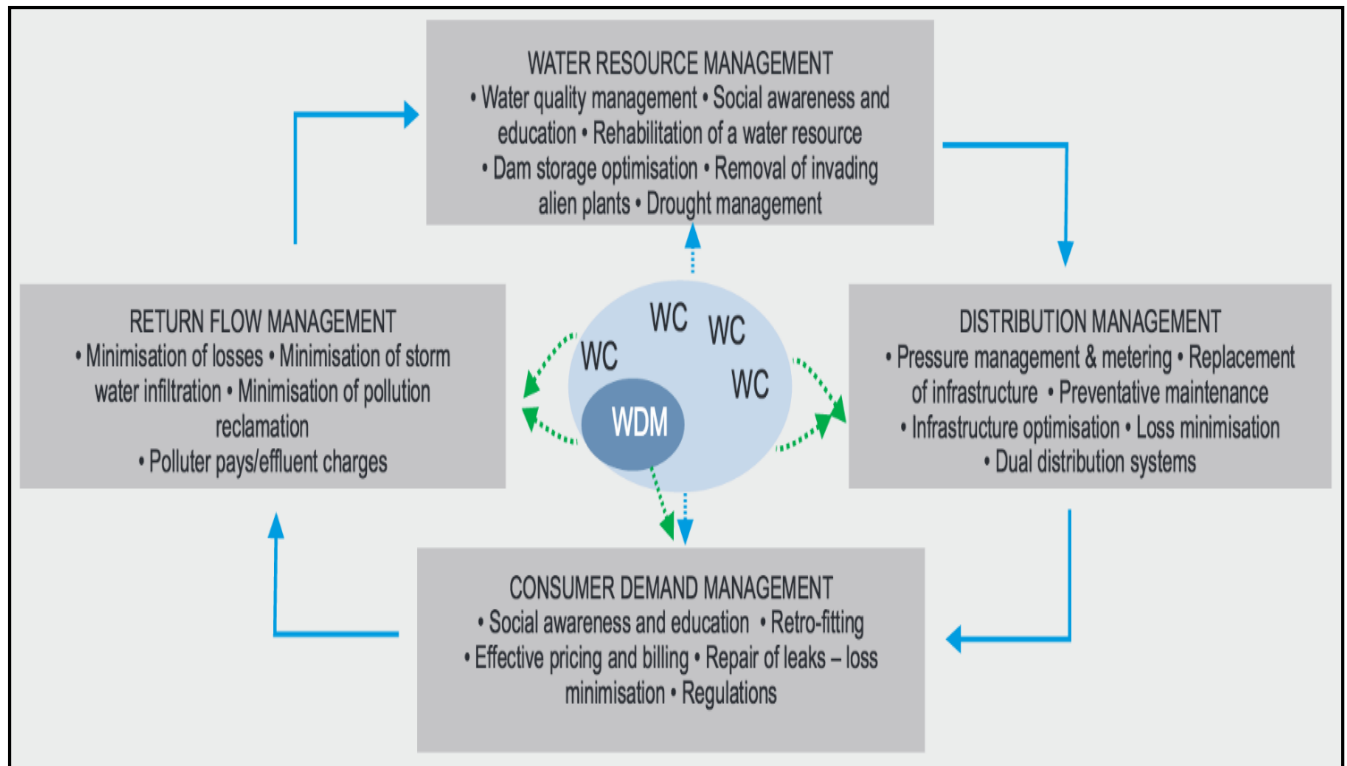 WATER RESOURCE MANAGEMENT
• Water quality management • Social awareness and
education • Rehabilitation of a water resource
• Dam storage optimisation • Removal of invading
alien plants • Drought management
RETURN FLOW MANAGEMENT
• Minimisation of losses • Minimisation of storm
water infiltration • Minimisation of pollution
reclamation
• Polluter pays/effluent charges
WC
WC
WC
WC
WDM
DISTRIBUTION MANAGEMENT
• Pressure management & metering • Replacement
of infrastructure • Preventative maintenance
• Infrastructure optimisation • Loss minimisation
• Dual distribution systems
CONSUMER DEMAND MANAGEMENT
• Social awareness and education • Retro-fitting
• Effective pricing and billing • Repair of leaks – loss
minimisation • Regulations